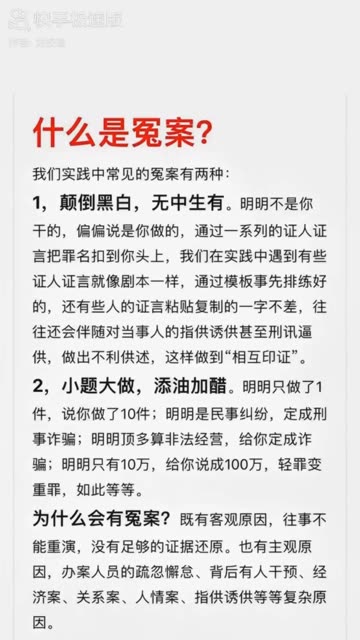 快手极速版
什么是冤案？
我们实践中常见的冤案有两种：
1，颠倒黑白，无中生有。明明不是你
干的，偏偏说是你做的，通过一系列的证人证
言把罪名扣到你头上，我们在实践中遇到有些
证人证言就像剧本一样，通过模板事先排练好
的，还有些人的证言粘贴复制的一字不差，往
往还会伴随对当事人的指供诱供甚至刑讯逼
供，做出不利供述，这样做到“相互印证”。
2，小题大做，添油加醋。明明只做了1
件，说你做了10件；明明是民事纠纷，定成刑
事诈骗；明明顶多算非法经营，给你定成诈
骗；明明只有10万，给你说成100万，轻罪变
重罪，如此等等。
为什么会有冤案？既有客观原因，往事不
能重演，没有足够的证据还原。也有主观原
因，办案人员的疏忽懈怠、背后有人干预、经
济案、关系案、人情案、指供诱供等等复杂原
因。